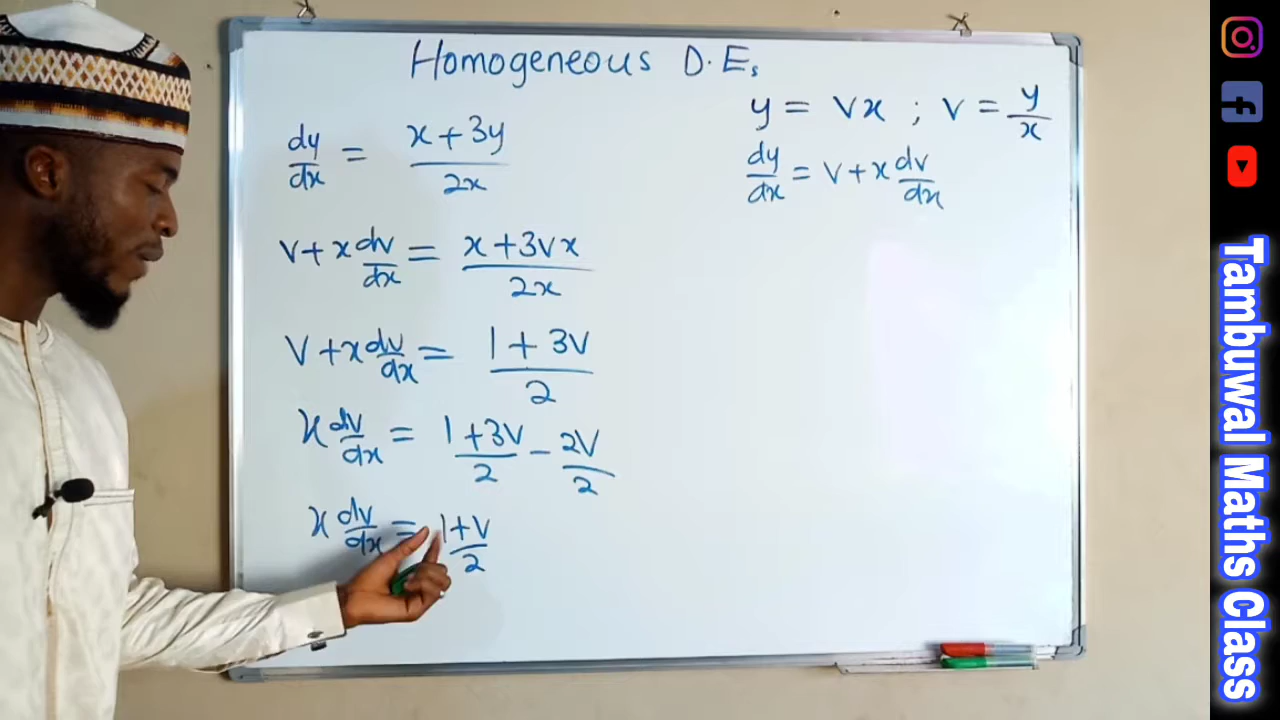 Homogeneous D.Es
dy/dx = (x+3y)/2x
v+x dv/dx = (x+3vx)/2x
v+x dv/dx = (1+3v)/2
x dv/dx = (1+3v)/2 - 2v/2
x dv/dx = (1+v)/2
y = vx ; v = y/x
dy/dx = v+x dv/dx
Tambuwal Maths Class